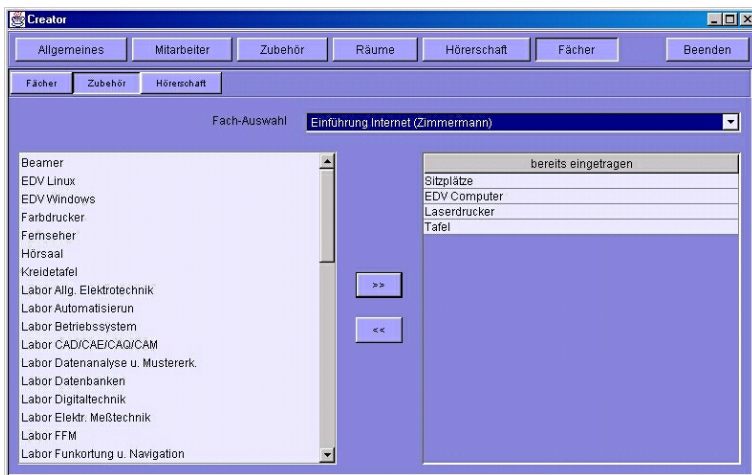 Creator
Allgemeines Mitarbeiter Zubehör Räume Hörerschaft Fächer Beenden
Fächer Zubehör Hörerschaft
Fach-Auswahl Einführung Internet (Zimmermann)
Beamer
EDV Linux
EDV Windows
Farbdrucker
Fernseher
Hörsaal
Kreidetafel
Labor Allg. Elektrotechnik
Labor Automatisierun
Labor Betriebssystem
Labor CAD/CAE/CAQ/CAM
Labor Datenanalyse u. Mustererk.
Labor Datenbanken
Labor Digitaltechnik
Labor Elektr. Meßtechnik
Labor FFM
Labor Funkortung u. Navigation
>>
<<
bereits eingetragen
Sitzplätze
EDV Computer
Laserdrucker
Tafel